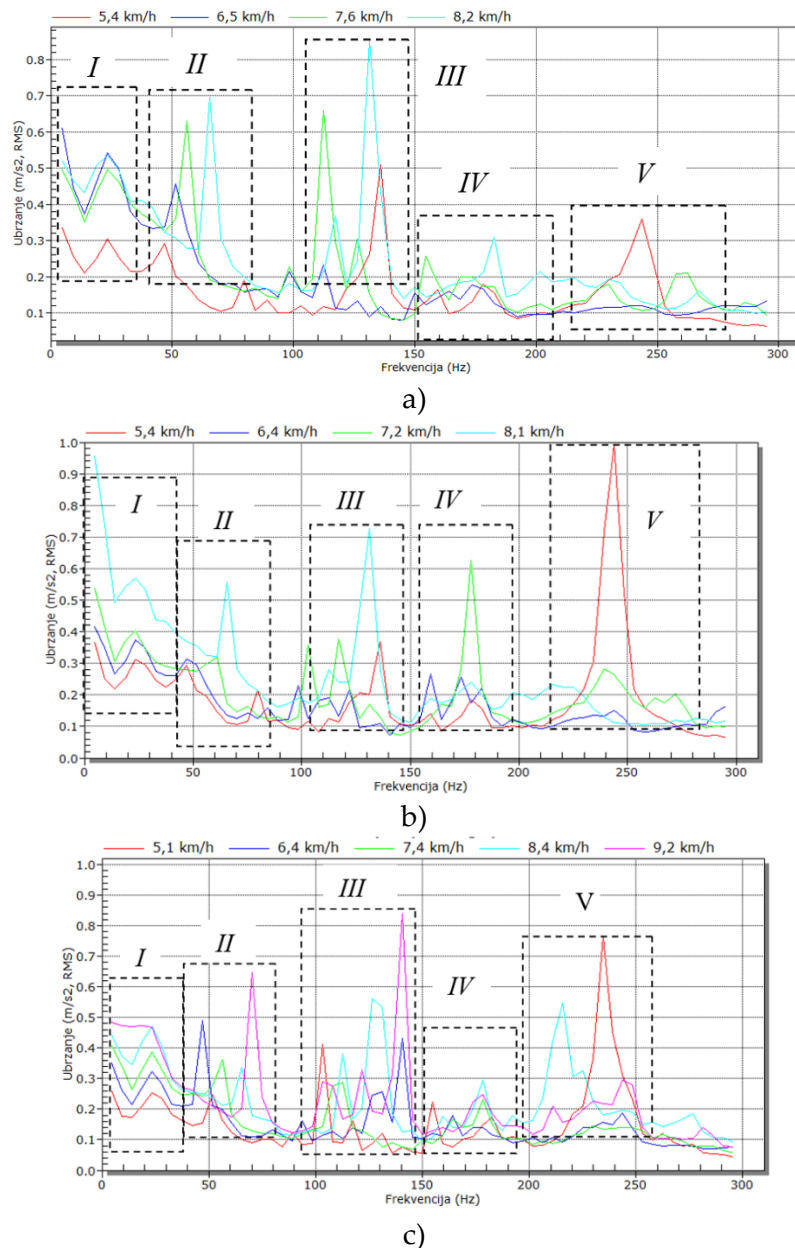 5,4 km/h 6,5 km/h 7,6 km/h 8,2 km/h
I II III IV V
Ubrzanje (m/s2, RMS)
0.8
0.7
0.6
0.5
0.4
0.3
0.2
0.1
0 50 100 150 200 250 300
Frekvencija (Hz)
a)
5,4 km/h 6,4 km/h 7,2 km/h 8,1 km/h
I II III IV V
Ubrzanje (m/s2, RMS)
1.0
0.9
0.8
0.7
0.6
0.5
0.4
0.3
0.2
0.1
0.0
0 50 100 150 200 250 300
Frekvencija (Hz)
b)
5,1 km/h 6,4 km/h 7,4 km/h 8,4 km/h 9,2 km/h
I II III IV V
Ubrzanje (m/s2, RMS)
1.0
0.9
0.8
0.7
0.6
0.5
0.4
0.3
0.2
0.1
0.0
0 50 100 150 200 250 300
Frekvencija (Hz)
c)